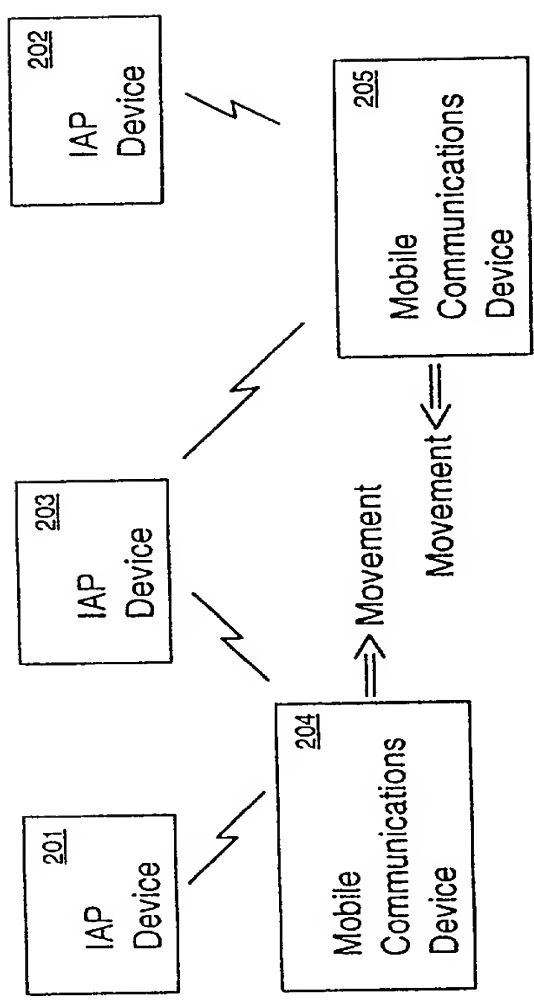 201
IAP
Device
203
IAP
Device
202
IAP
Device
204
Mobile
Communications
Device
Movement
Movement
205
Mobile
Communications
Device